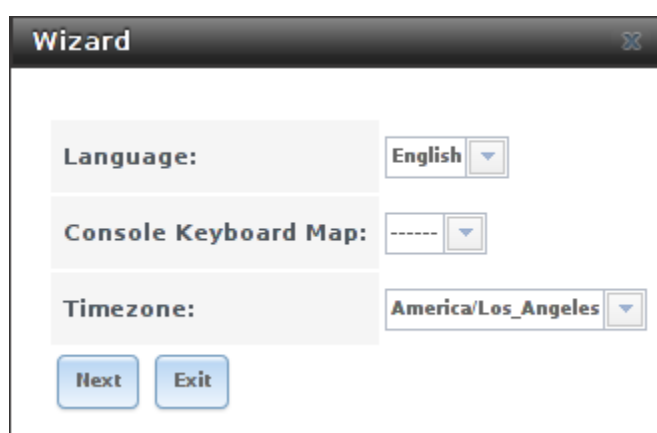 Wizard
Language: English
Console Keyboard Map: ------
Timezone: America/Los_Angeles
Next Exit